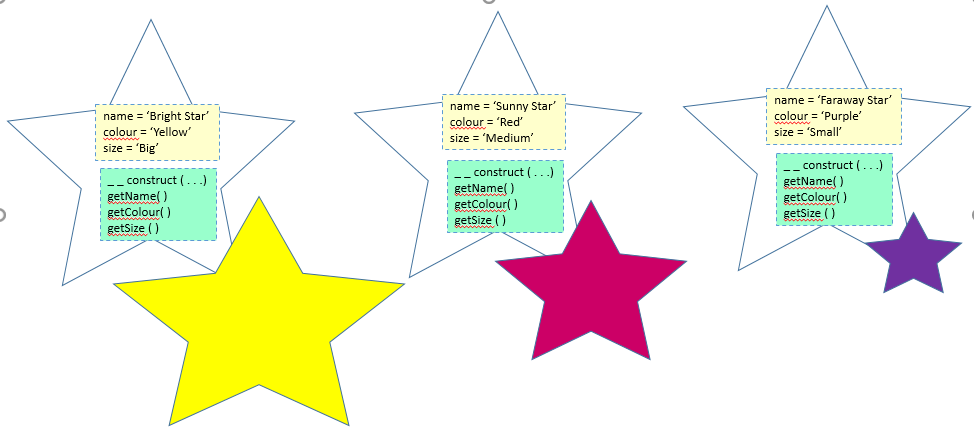 name = ‘Bright Star’
colour = ‘Yellow’
size = ‘Big’
_ _ construct ( . . .)
getName( )
getColour( )
getSize ( )
name = ‘Sunny Star’
colour = ‘Red’
size = ‘Medium’
_ _ construct ( . . .)
getName( )
getColour( )
getSize ( )
name = ‘Faraway Star’
colour = ‘Purple’
size = ‘Small’
_ _ construct ( . . .)
getName( )
getColour( )
getSize ( )